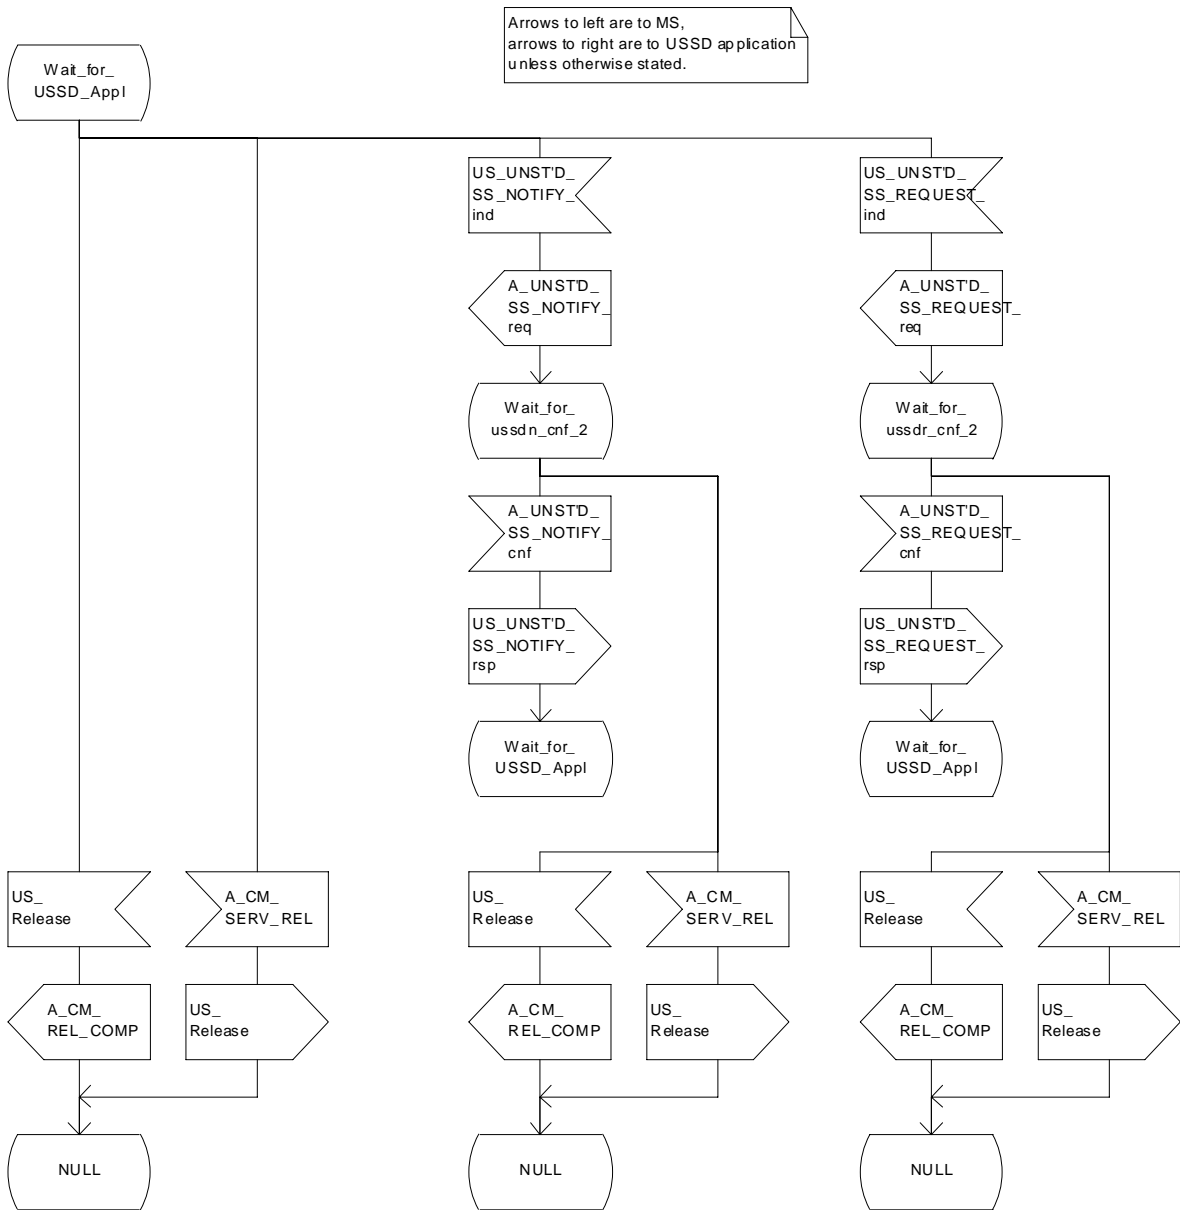 Arrows to left are to MS,
arrows to right are to USSD application
unless otherwise stated.
Wait_for_
USSD_Appl
US_UNST'D_
SS_NOTIFY_
ind
US_UNST'D_
SS_REQUEST_
ind
A_UNST'D_
SS_NOTIFY_
req
A_UNST'D_
SS_REQUEST_
req
Wait_for_
ussdn_cnf_2
Wait_for_
ussdr_cnf_2
A_UNST'D_
SS_NOTIFY_
cnf
A_UNST'D_
SS_REQUEST_
cnf
US_UNST'D_
SS_NOTIFY_
rsp
US_UNST'D_
SS_REQUEST_
rsp
Wait_for_
USSD_Appl
Wait_for_
USSD_Appl
US_
Release
A_CM_
SERV_REL
US_
Release
A_CM_
SERV_REL
US_
Release
A_CM_
SERV_REL
A_CM_
REL_COMP
US_
Release
A_CM_
REL_COMP
US_
Release
A_CM_
REL_COMP
US_
Release
NULL
NULL
NULL